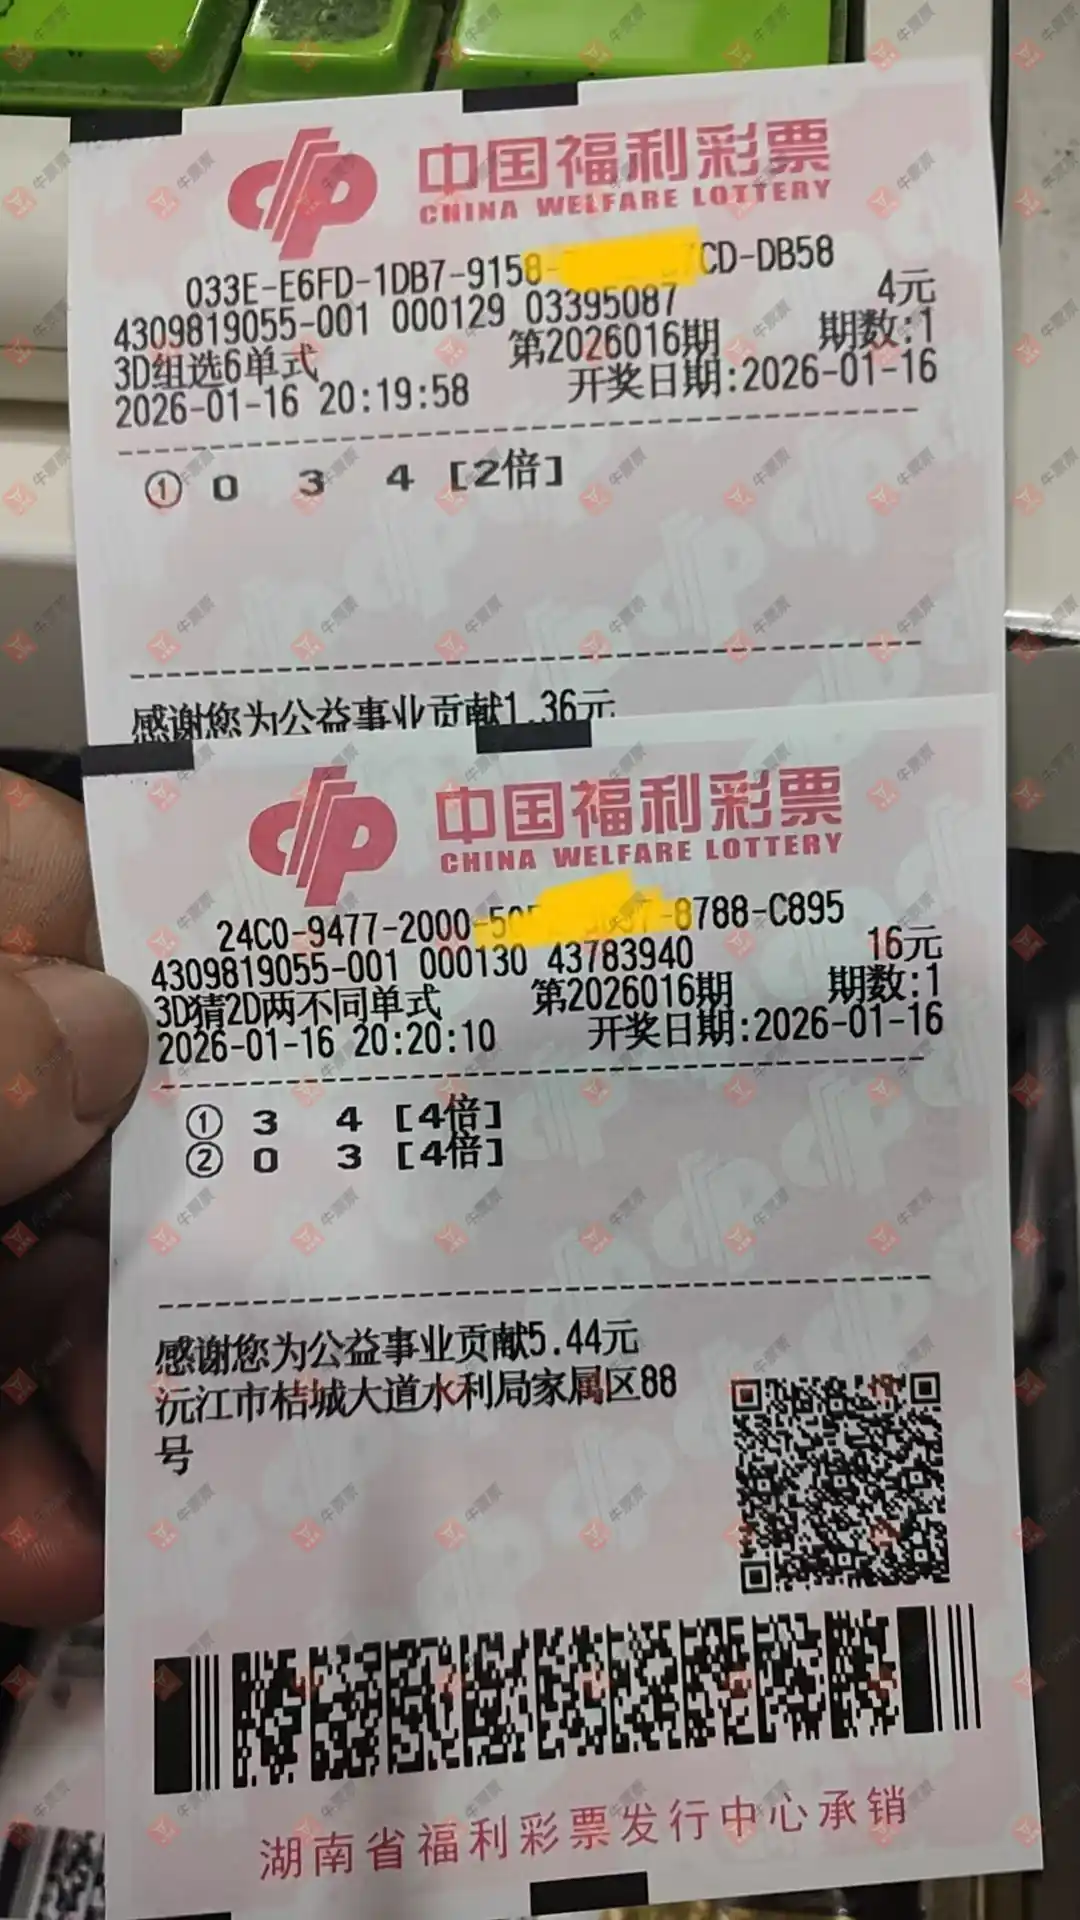 中国福利彩票
CHINA WELFARE LOTTERY
033E-E6FD-1DB7-9158- 7CD-DB58
4309819055-001 000129 03395087 4元
3D组选6单式 第2026016期 期数:1
2026-01-16 20:19:58 开奖日期:2026-01-16
① 0 3 4 [2倍]
感谢您为公益事业贡献1.36元
中国福利彩票
CHINA WELFARE LOTTERY
24C0-9477-2000- -8788-C895
4309819055-001 000130 43783940 16元
3D猜2D两不同单式 第2026016期 期数:1
2026-01-16 20:20:10 开奖日期:2026-01-16
① 3 4 [4倍]
② 0 3 [4倍]
感谢您为公益事业贡献5.44元
沅江市桔城大道水利局家属区88
号
湖南省福利彩票发行中心承销
牛票票